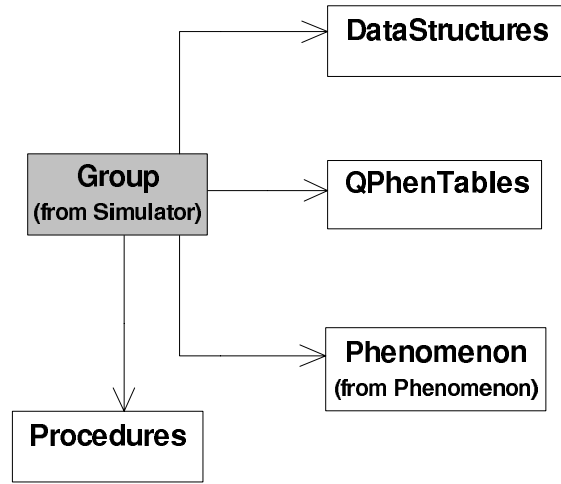 DataStructures
Group
(from Simulator)
QPhenTables
Phenomenon
(from Phenomenon)
Procedures